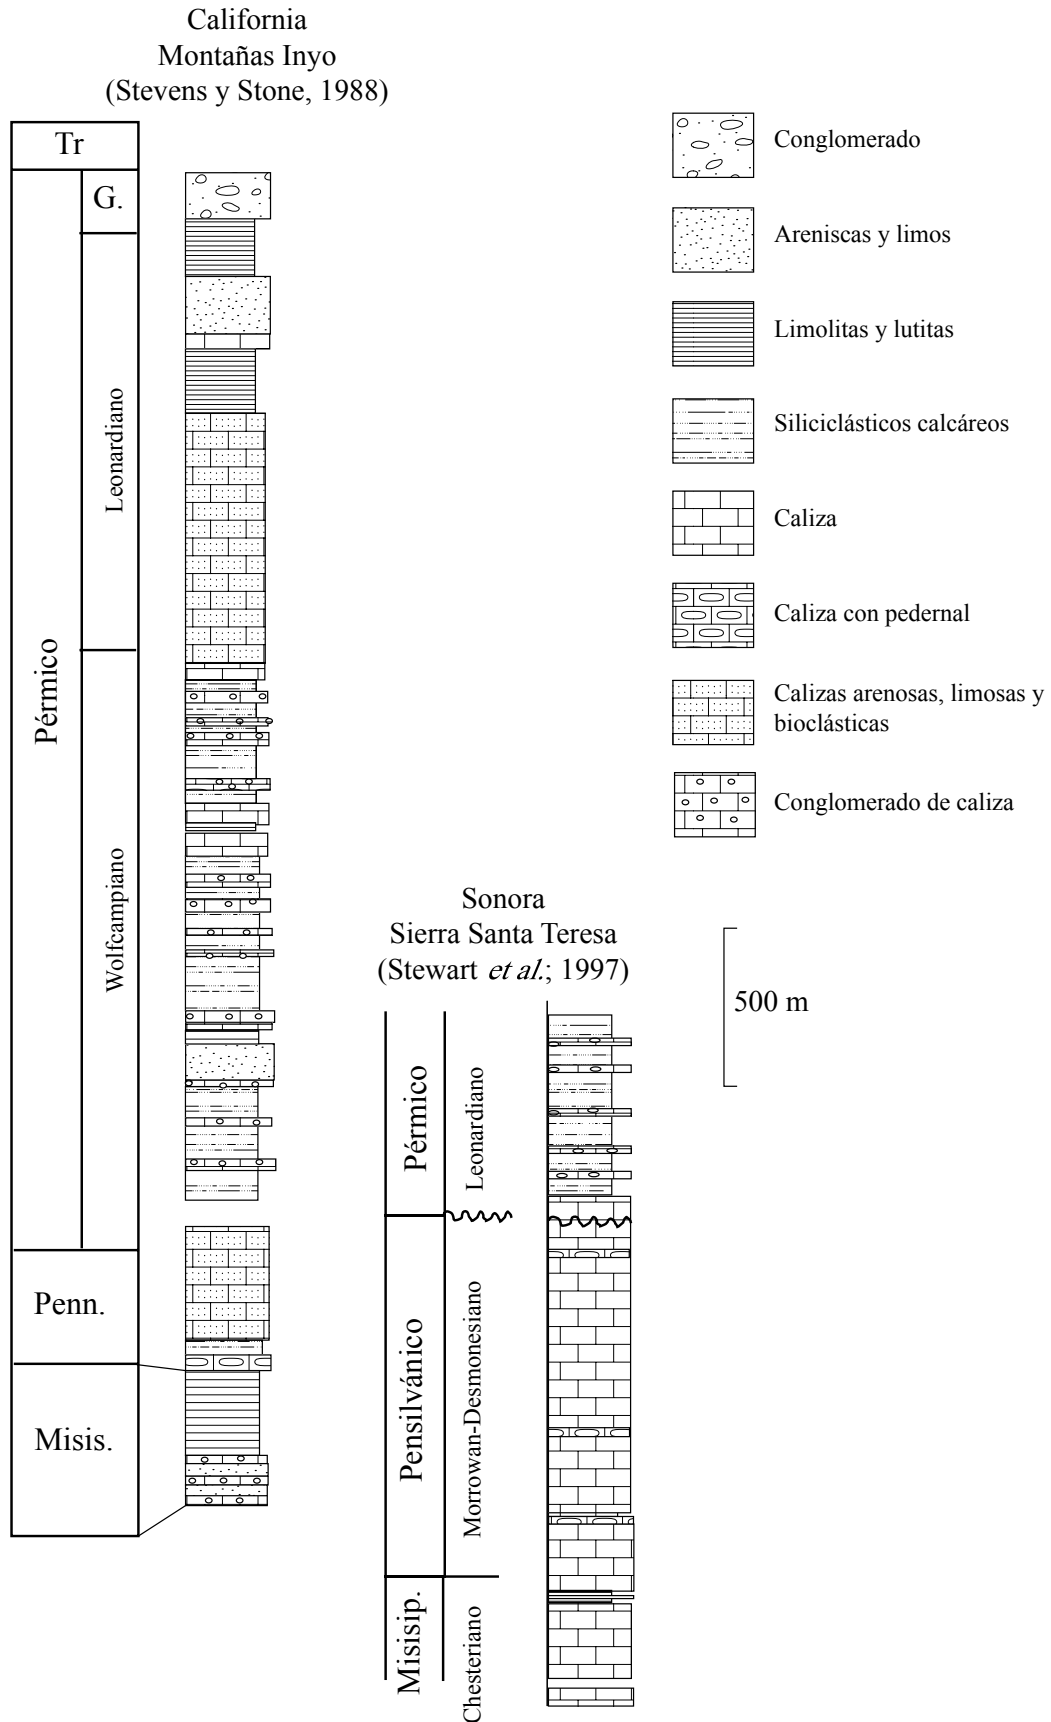 California
Montañas Inyo
(Stevens y Stone, 1988)
Tr
G.
Leonardiano
Pérmico
Wolfcampiano
Penn.
Misis.
Conglomerado
Areniscas y limos
Limolitas y lutitas
Siliciclásticos calcáreos
Caliza
Caliza con pedernal
Calizas arenosas, limosas y
bioclásticas
Conglomerado de caliza
Sonora
Sierra Santa Teresa
(Stewart et al.; 1997)
500 m
Pérmico
Leonardiano
Pensilvánico
Morrowan-Desmonesiano
Misisip.
Chesteriano